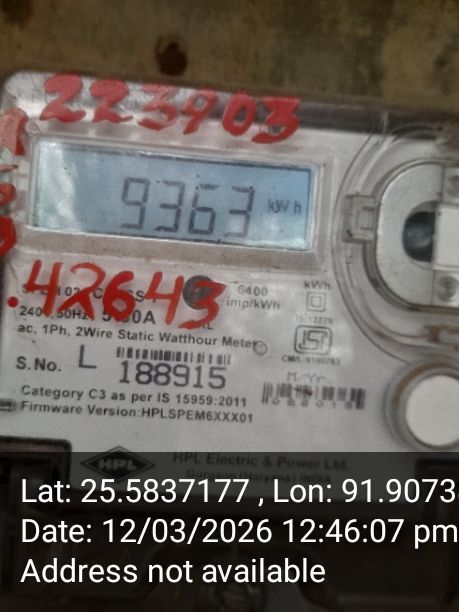 223903
9363 kWh
.42643
6400 imp/kWh
kWh
ac, 1Ph, 2Wire Static Watthour Meter
S.No. L 188915
Category C3 as per IS 15959:2011
Firmware Version:HPLSPEM6XXX01
HPL
HPL Electric & Power Ltd.
Lat: 25.5837177 , Lon: 91.9073
Date: 12/03/2026 12:46:07 pm
Address not available